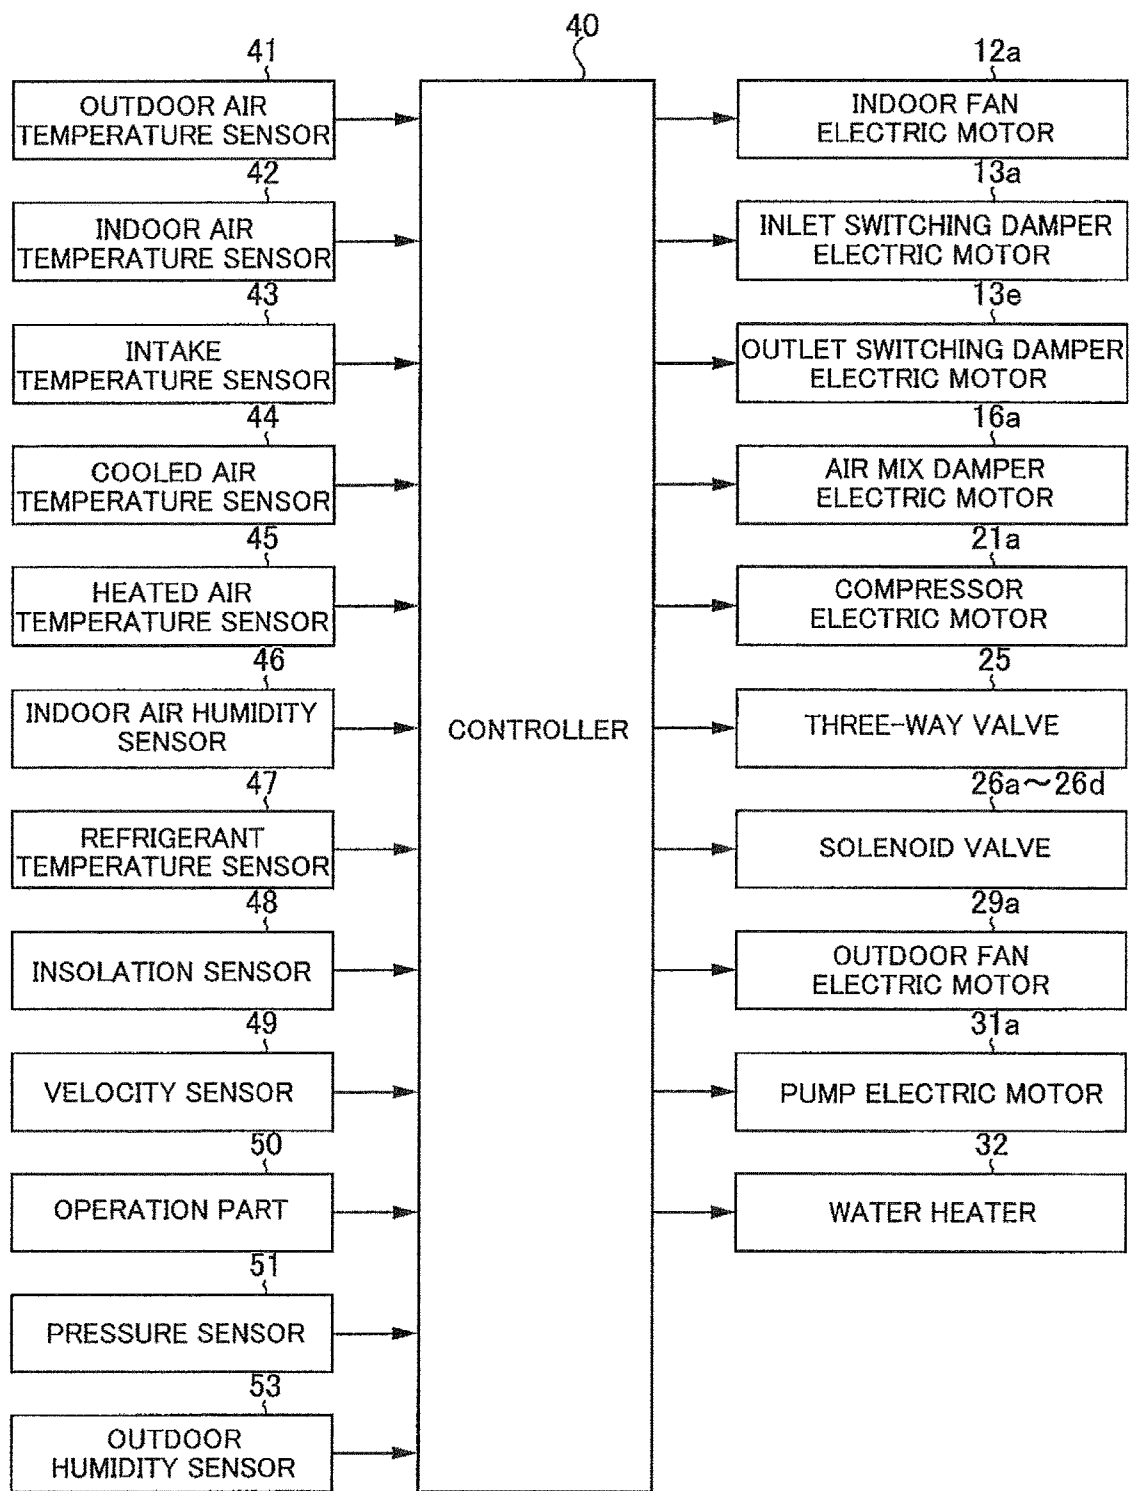 40
41
OUTDOOR AIR
TEMPERATURE SENSOR
42
INDOOR AIR
TEMPERATURE SENSOR
43
INTAKE
TEMPERATURE SENSOR
44
COOLED AIR
TEMPERATURE SENSOR
45
HEATED AIR
TEMPERATURE SENSOR
46
INDOOR AIR HUMIDITY
SENSOR
47
REFRIGERANT
TEMPERATURE SENSOR
48
INSOLATION SENSOR
49
VELOCITY SENSOR
50
OPERATION PART
51
PRESSURE SENSOR
53
OUTDOOR
HUMIDITY SENSOR
CONTROLLER
12a
INDOOR FAN
ELECTRIC MOTOR
13a
INLET SWITCHING DAMPER
ELECTRIC MOTOR
13e
OUTLET SWITCHING DAMPER
ELECTRIC MOTOR
16a
AIR MIX DAMPER
ELECTRIC MOTOR
21a
COMPRESSOR
ELECTRIC MOTOR
25
THREE-WAY VALVE
26a～26d
SOLENOID VALVE
29a
OUTDOOR FAN
ELECTRIC MOTOR
31a
PUMP ELECTRIC MOTOR
32
WATER HEATER